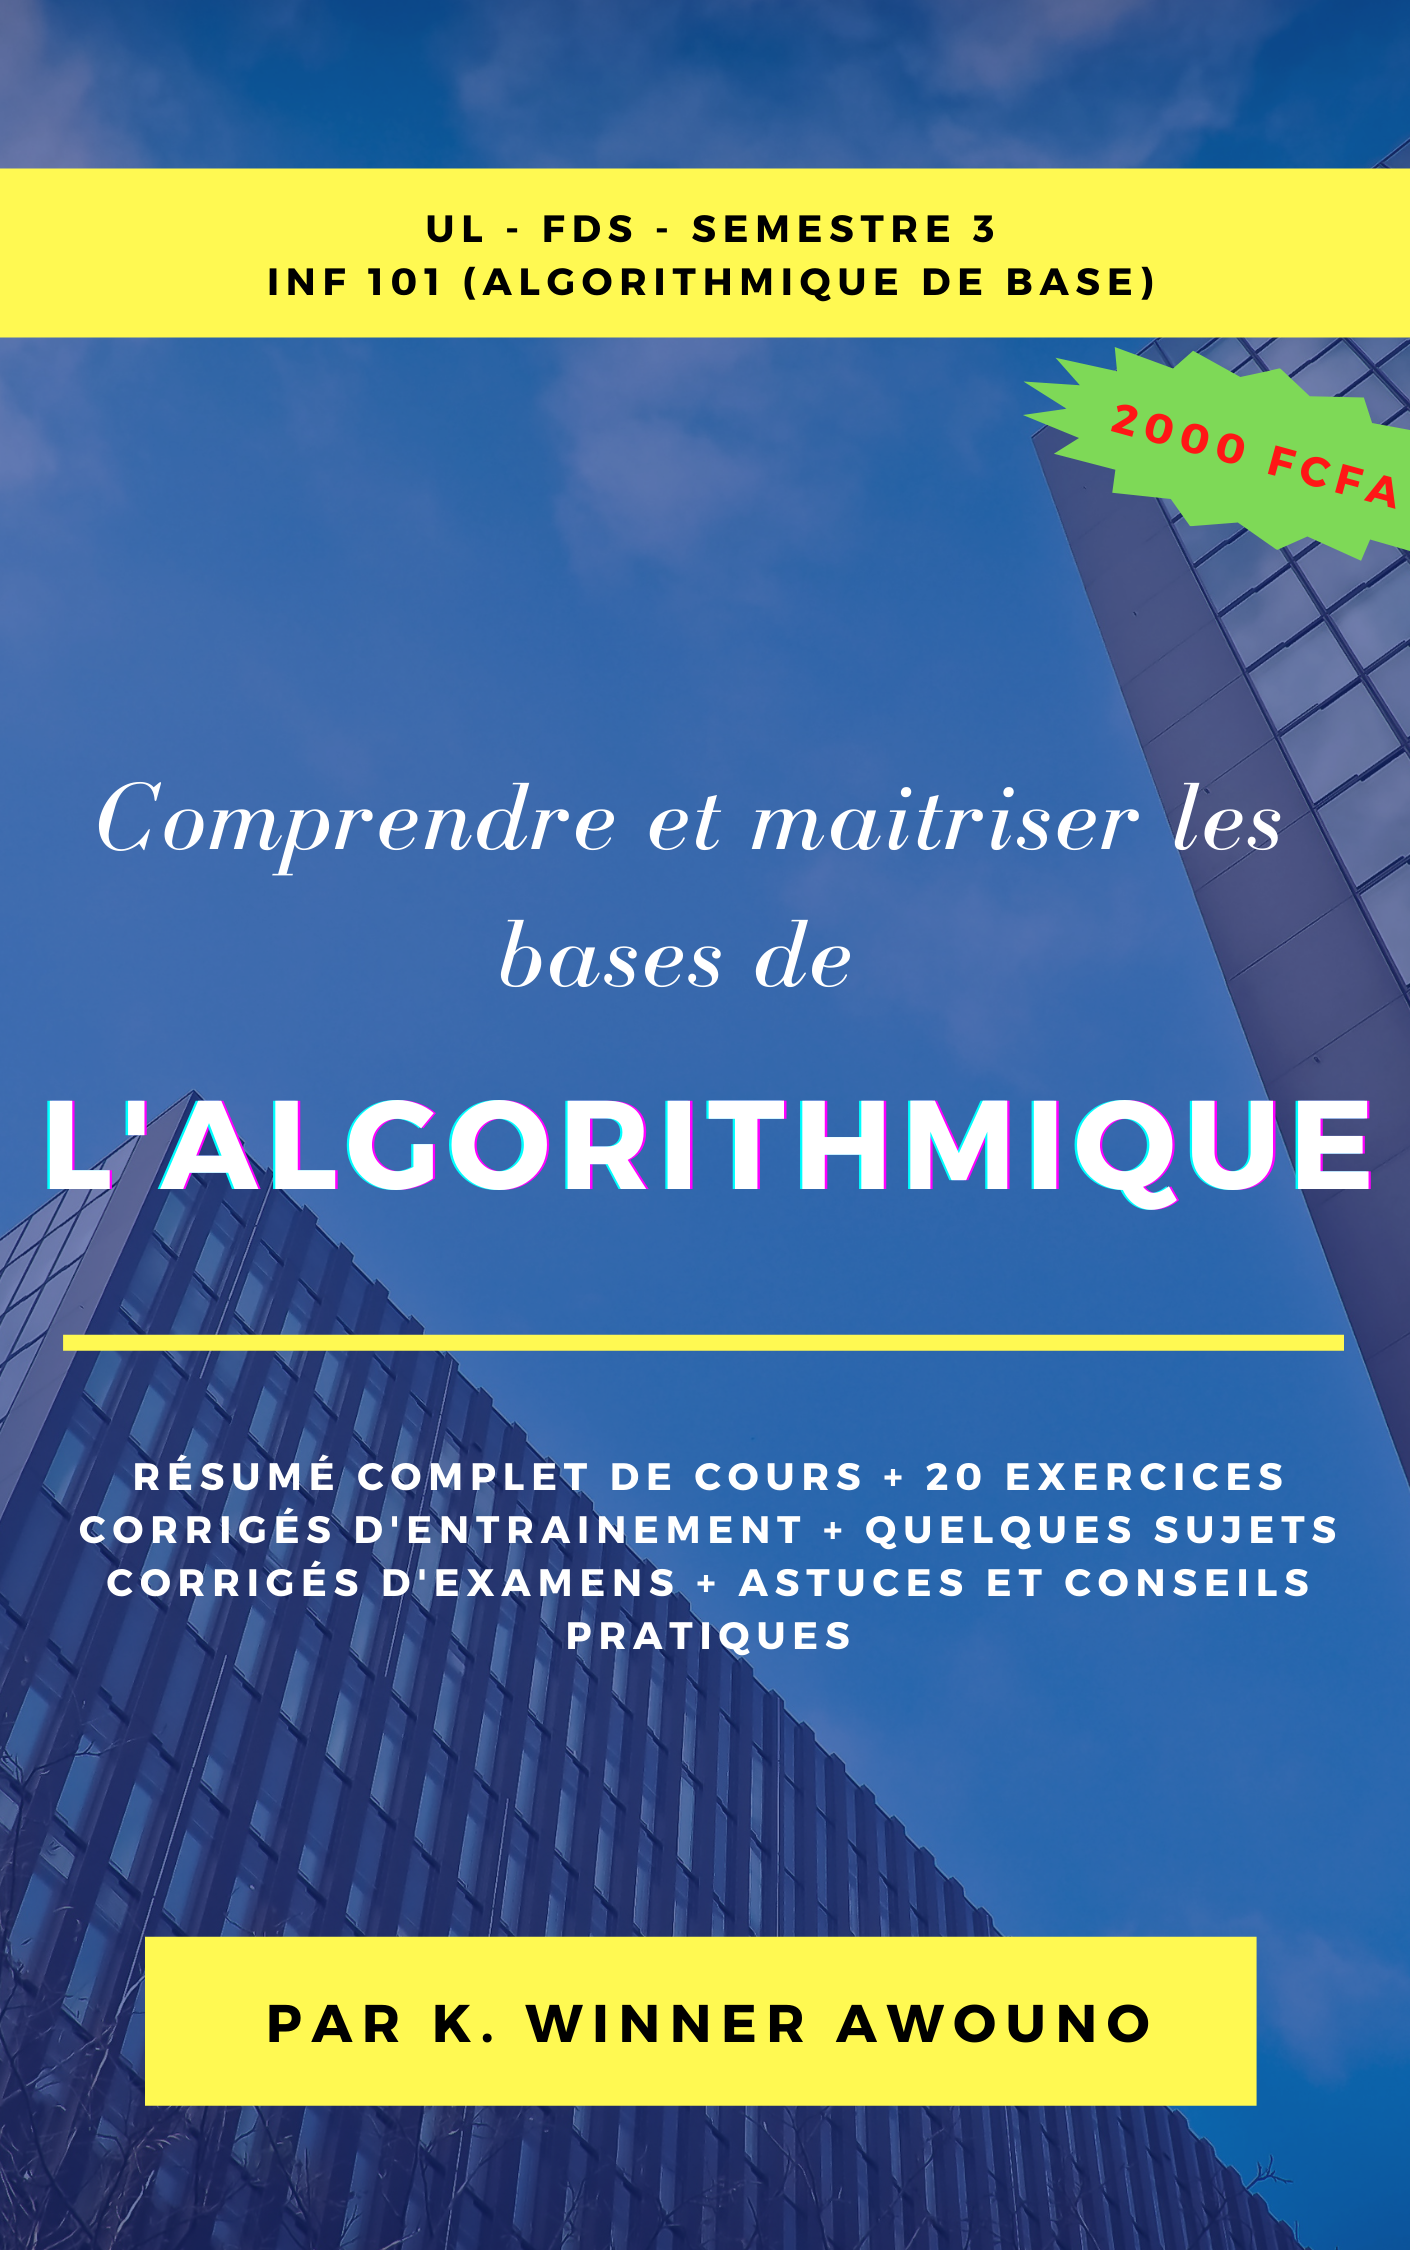 UL - FDS - SEMESTRE 3
INF 101 (ALGORITHMIQUE DE BASE)
2000 FCFA
Comprendre et maitriser les
bases de
L'ALGORITHMIQUE
RÉSUMÉ COMPLET DE COURS + 20 EXERCICES
CORRIGÉS D'ENTRAINEMENT + QUELQUES SUJETS
CORRIGÉS D'EXAMENS + ASTUCES ET CONSEILS
PRATIQUES
PAR K. WINNER AWOUNO